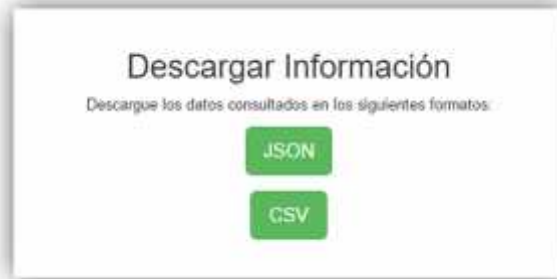 Descargar Información
Descargue los datos consultados en los siguientes formatos:
JSON
CSV